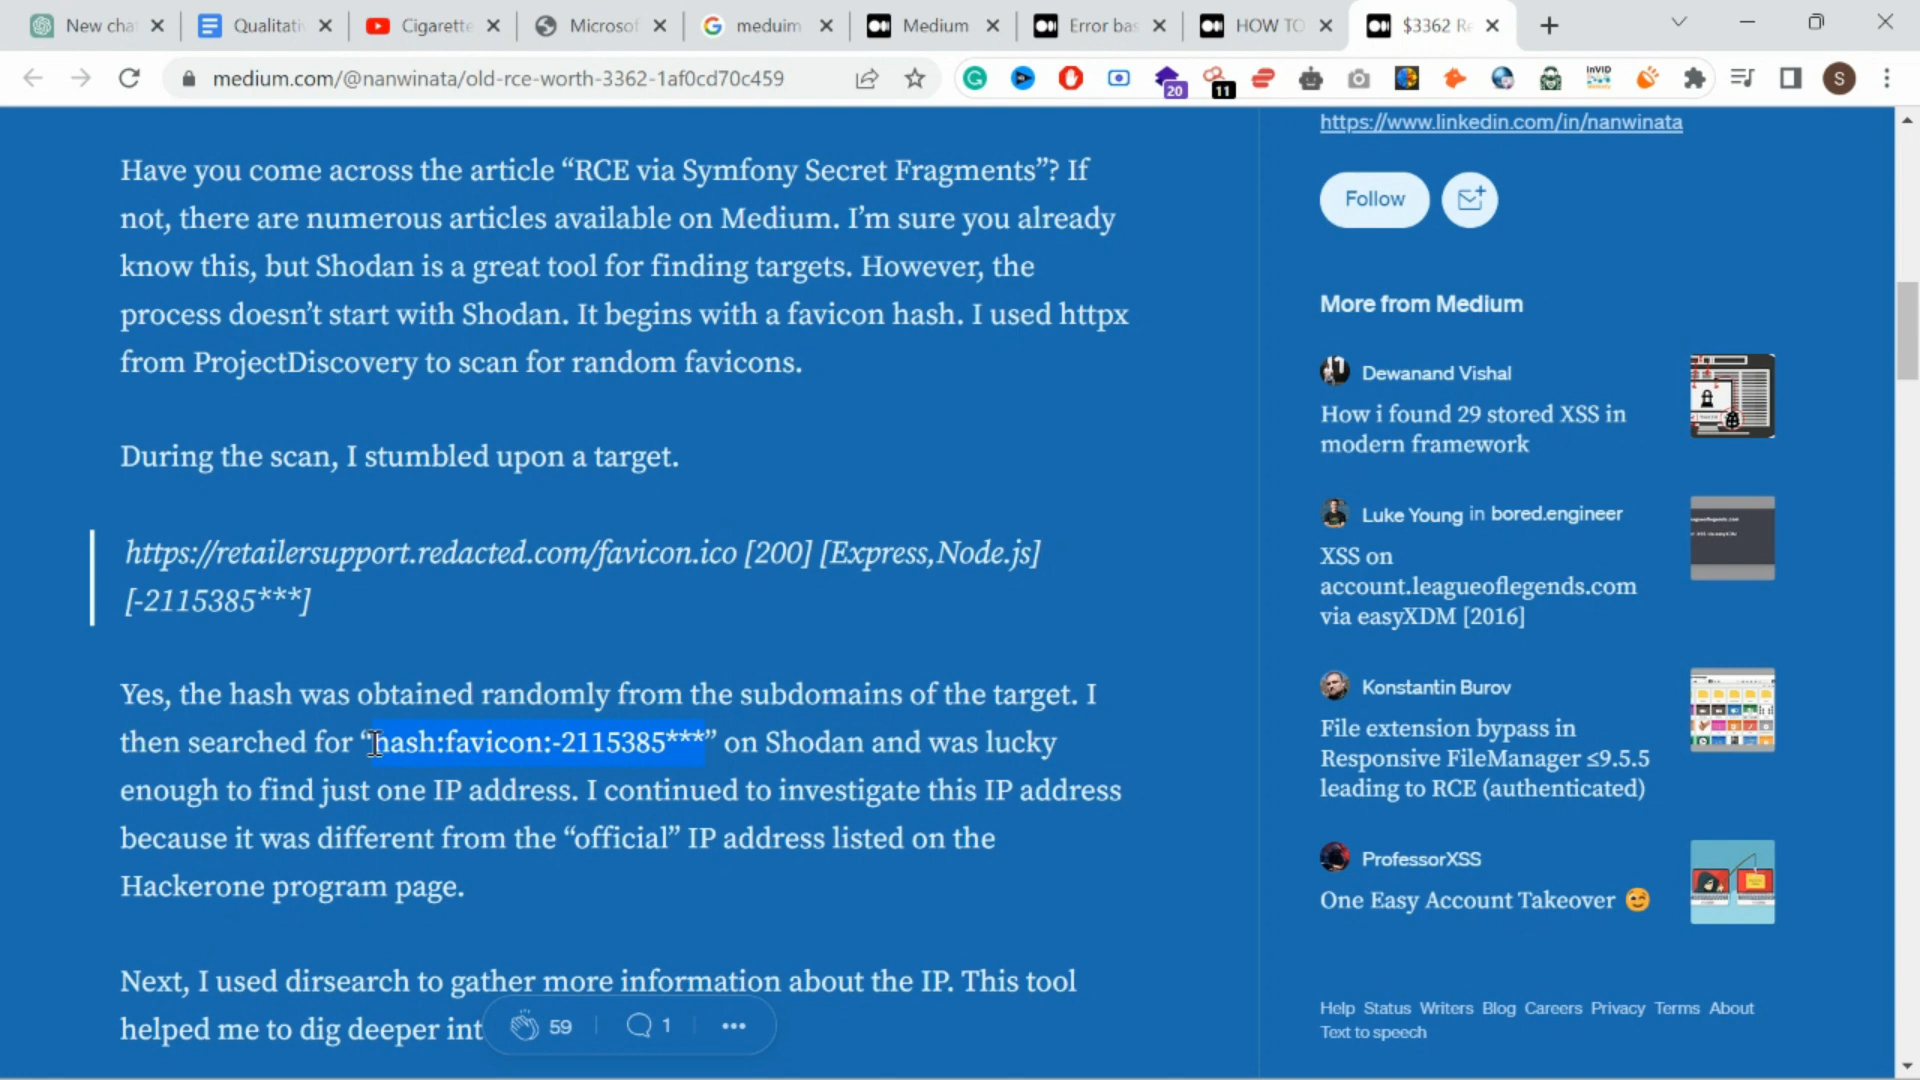 New cha
Qualitati
Cigarette
Microsof
meduim
Medium
Error bas
HOW TO
$3362 Re
medium.com/@nanwinata/old-rce-worth-3362-1af0cd70c459
20
11
InVID
S
Have you come across the article “RCE via Symfony Secret Fragments”? If
not, there are numerous articles available on Medium. I’m sure you already
know this, but Shodan is a great tool for finding targets. However, the
process doesn’t start with Shodan. It begins with a favicon hash. I used httpx
from ProjectDiscovery to scan for random favicons.
During the scan, I stumbled upon a target.
https://retailersupport.redacted.com/favicon.ico [200] [Express,Node.js]
[-2115385***]
Yes, the hash was obtained randomly from the subdomains of the target. I
then searched for “hash:favicon:-2115385***” on Shodan and was lucky
enough to find just one IP address. I continued to investigate this IP address
because it was different from the “official” IP address listed on the
Hackerone program page.
Next, I used dirsearch to gather more information about the IP. This tool
helped me to dig deeper int
59
1
https://www.linkedin.com/in/nanwinata
Follow
More from Medium
Dewanand Vishal
How i found 29 stored XSS in
modern framework
Luke Young in bored.engineer
XSS on
account.leagueoflegends.com
via easyXDM [2016]
Konstantin Burov
File extension bypass in
Responsive FileManager ≤9.5.5
leading to RCE (authenticated)
ProfessorXSS
One Easy Account Takeover 😊
Help Status Writers Blog Careers Privacy Terms About
Text to speech